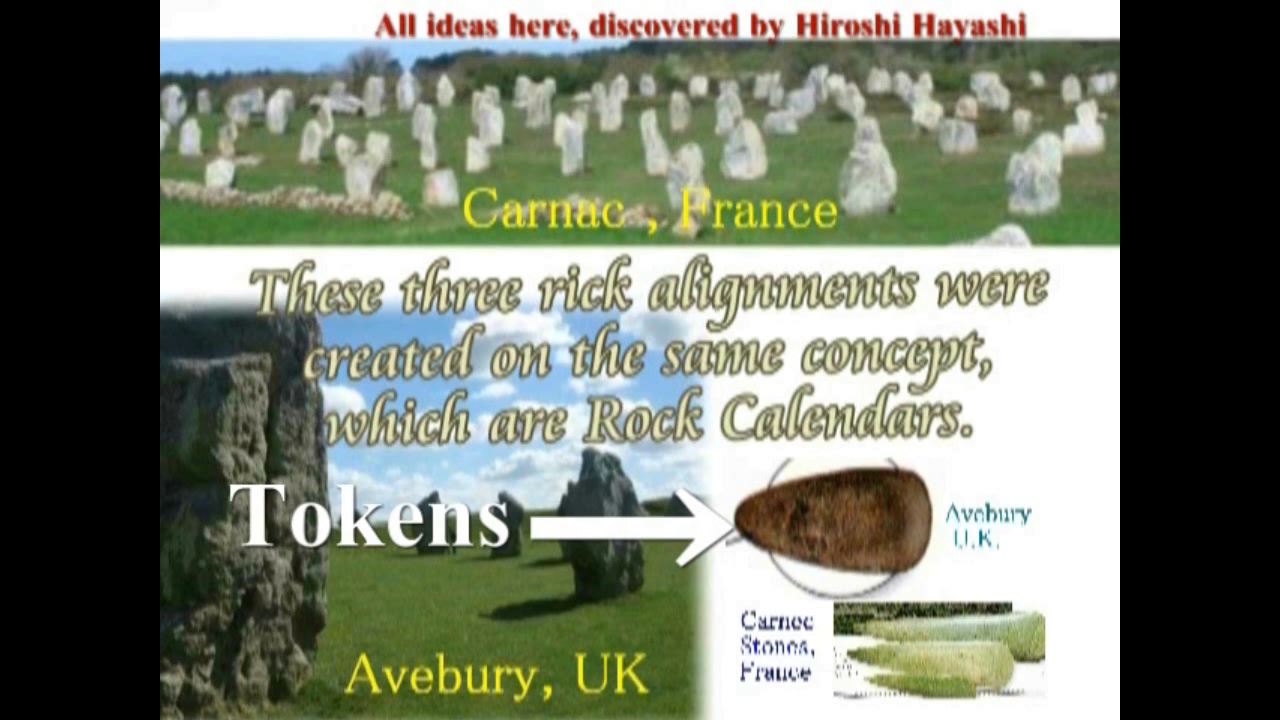 All ideas here, discovered by Hiroshi Hayashi
Carnac , France
These three rick alignments were
created on the same concept,
which are Rock Calendars.
Tokens
Avebury
U.K.
Carnec
Stones,
France
Avebury, UK